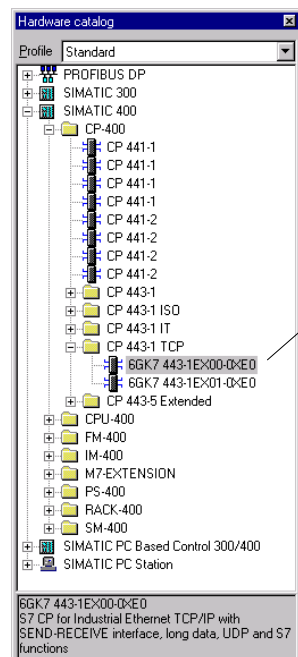 Hardware catalog
Profile Standard
PROFIBUS DP
SIMATIC 300
SIMATIC 400
CP-400
CP 441-1
CP 441-1
CP 441-1
CP 441-1
CP 441-2
CP 441-2
CP 441-2
CP 441-2
CP 443-1
CP 443-1 ISO
CP 443-1 IT
CP 443-1 TCP
6GK7 443-1EX00-0XE0
6GK7 443-1EX01-0XE0
CP 443-5 Extended
CPU-400
FM-400
IM-400
M7-EXTENSION
PS-400
RACK-400
SM-400
SIMATIC PC Based Control 300/400
SIMATIC PC Station
6GK7 443-1EX00-0XE0
S7 CP for Industrial Ethernet TCP/IP with
SEND-RECEIVE interface, long data, UDP and S7
functions